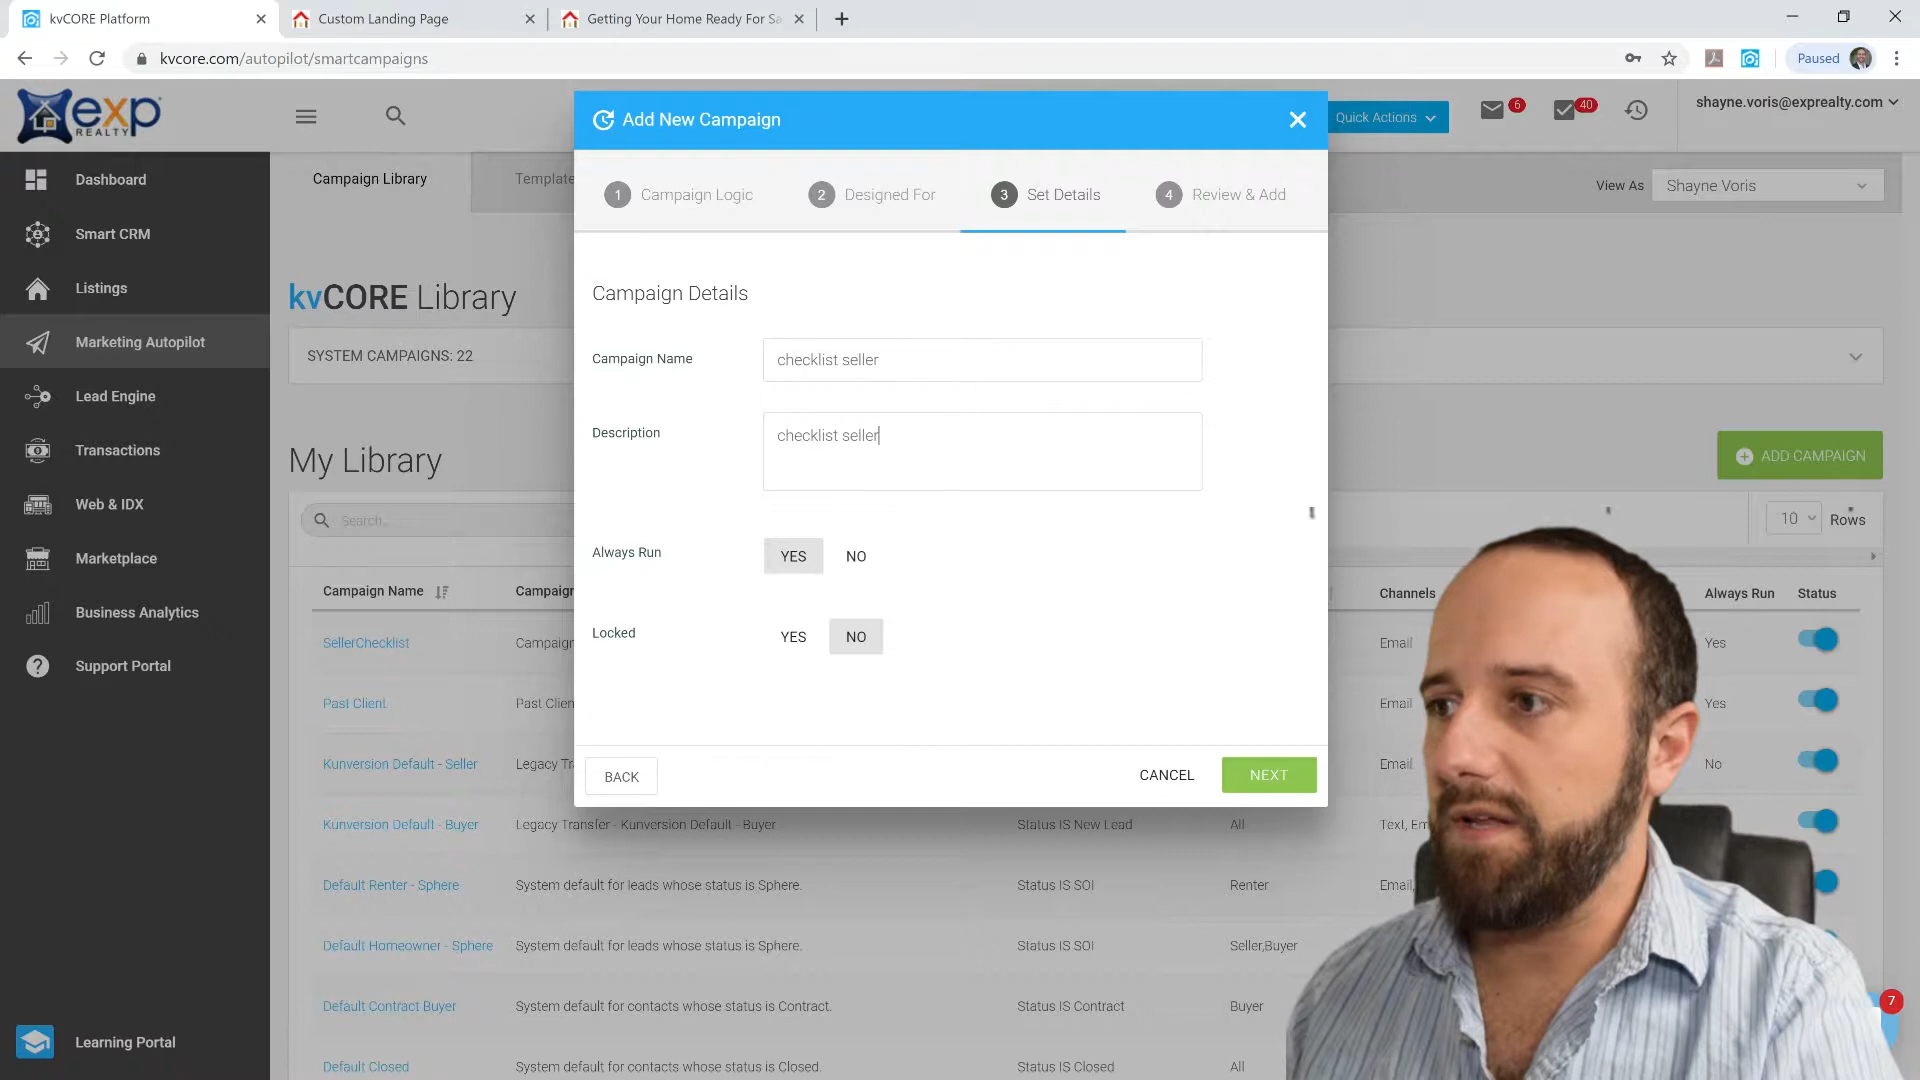 kvCORE Platform
Custom Landing Page
Getting Your Home Ready For Sa
kvcore.com/autopilot/smartcampaigns
Paused
exp
REALTY
Add New Campaign
Quick Actions
6
40
shayne.voris@exprealty.com
Dashboard
Smart CRM
Listings
Marketing Autopilot
Lead Engine
Transactions
Web & IDX
Marketplace
Business Analytics
Support Portal
Learning Portal
Campaign Library
Template
View As
Shayne Voris
1 Campaign Logic
2 Designed For
3 Set Details
4 Review & Add
kvCORE Library
SYSTEM CAMPAIGNS: 22
Campaign Details
Campaign Name
checklist seller
Description
checklist seller
Always Run
YES NO
Locked
YES NO
BACK
CANCEL
NEXT
My Library
ADD CAMPAIGN
Search...
10 Rows
Campaign Name
Campaign
Channels
Always Run
Status
SellerChecklist
Campaign
Email
Yes
Past Client
Past Clien
Email
Yes
Kunversion Default - Seller
Legacy Tr
Email
No
Kunversion Default - Buyer
Legacy Transfer - Kunversion Default - Buyer
Status IS New Lead
All
Text, Em
Default Renter - Sphere
System default for leads whose status is Sphere.
Status IS SOI
Renter
Email,
Default Homeowner - Sphere
System default for leads whose status is Sphere.
Status IS SOI
Seller,Buyer
Default Contract Buyer
System default for contacts whose status is Contract.
Status IS Contract
Buyer
Default Closed
System default for contacts whose status is Closed.
Status IS Closed
All
7